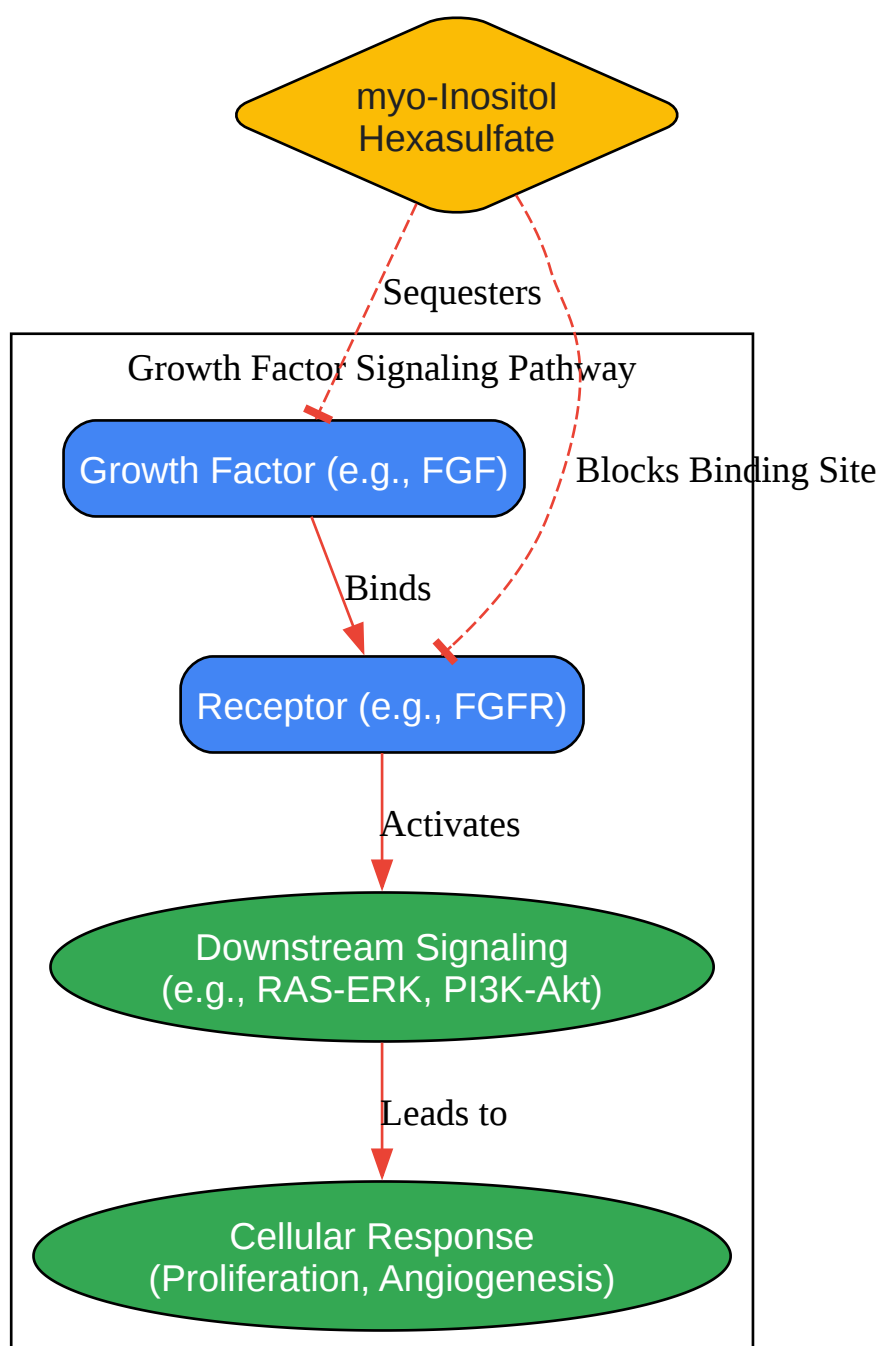 myo-Inositol
Hexasulfate
Sequesters
Growth Factor Signaling Pathway
Growth Factor (e.g., FGF)
Blocks Binding Site
Binds
Receptor (e.g., FGFR)
Activates
Downstream Signaling
(e.g., RAS-ERK, PI3K-Akt)
Leads to
Cellular Response
(Proliferation, Angiogenesis)